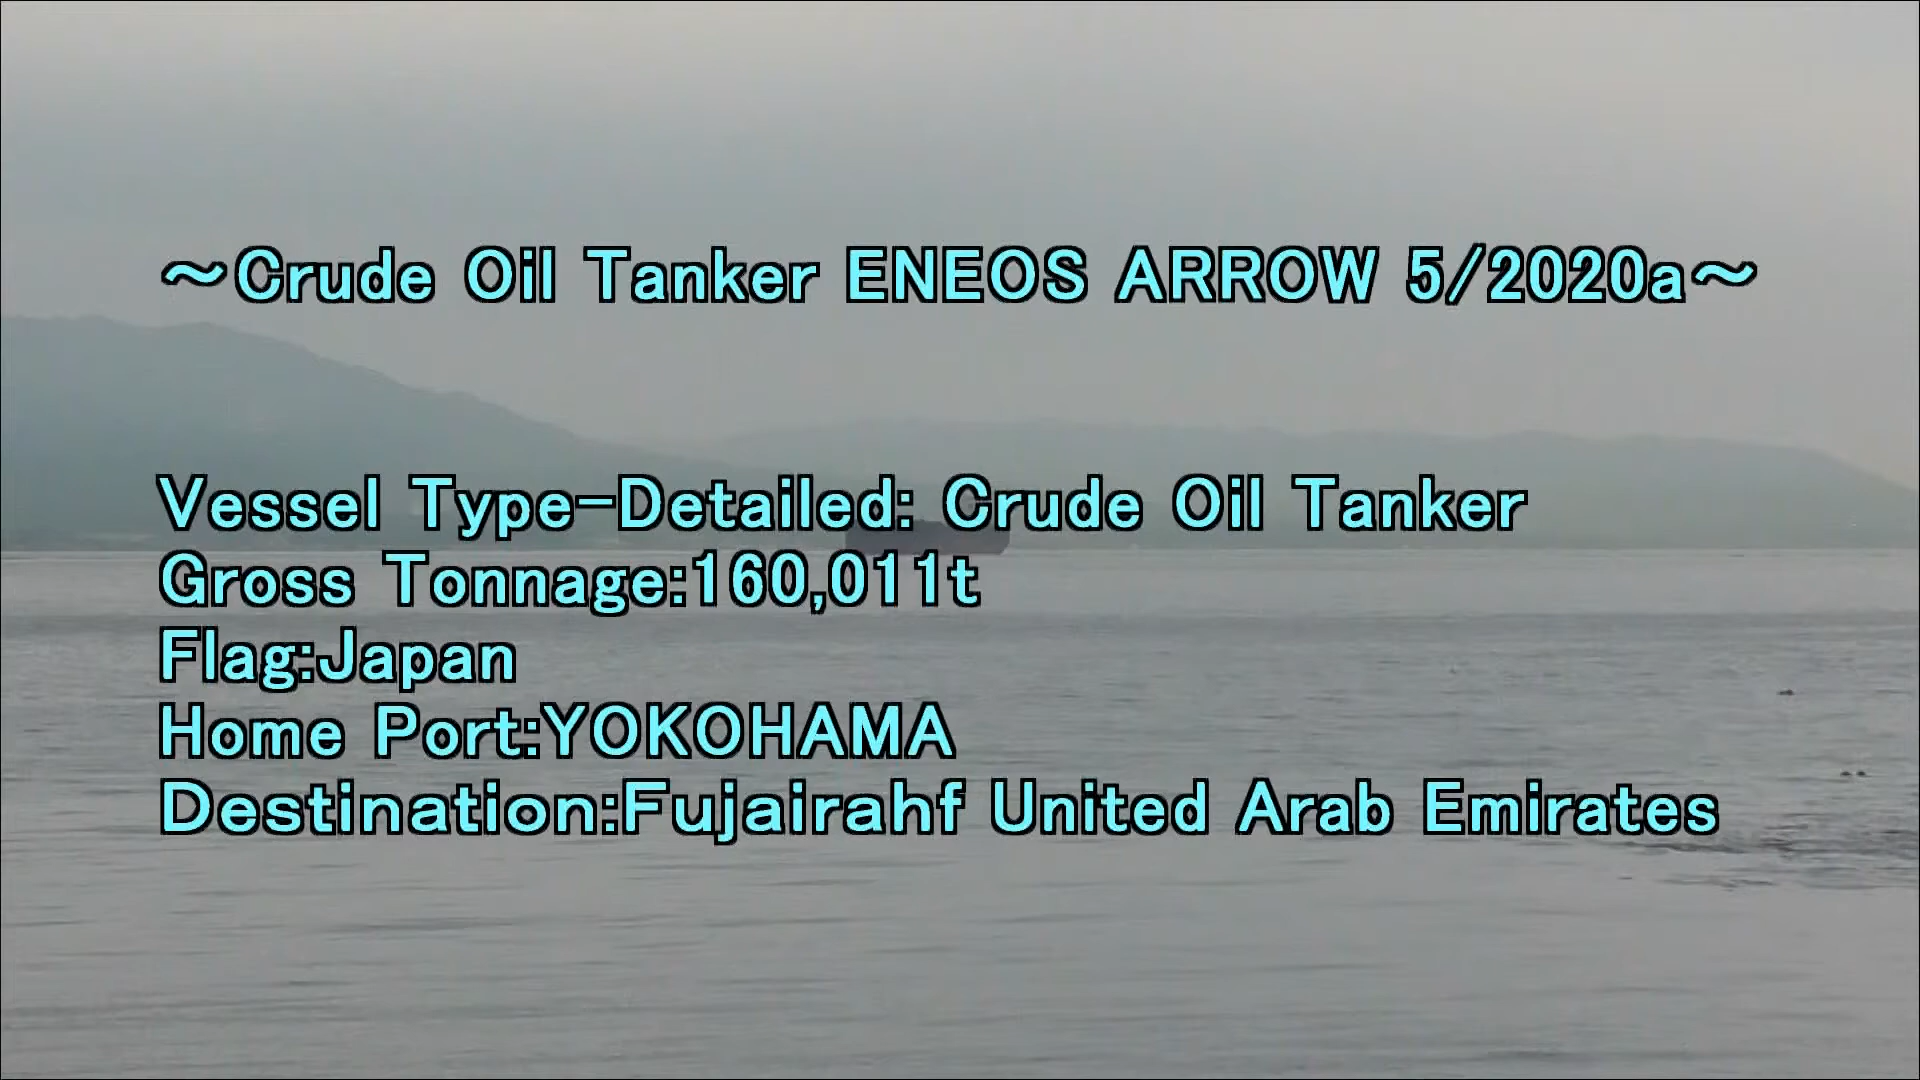 ～Crude Oil Tanker ENEOS ARROW 5/2020a～
Vessel Type-Detailed: Crude Oil Tanker
Gross Tonnage:160,011t
Flag:Japan
Home Port:YOKOHAMA
Destination:Fujairahf United Arab Emirates